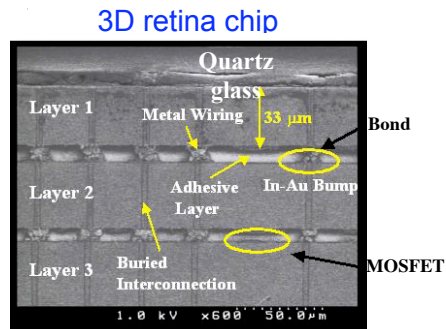 3D retina chip
Quartz
glass
Layer 1
Metal Wiring
33 μm
Bond
Adhesive
Layer
In-Au Bump
Layer 2
Buried
Interconnection
MOSFET
Layer 3
1.0 kV x600 50.0μm